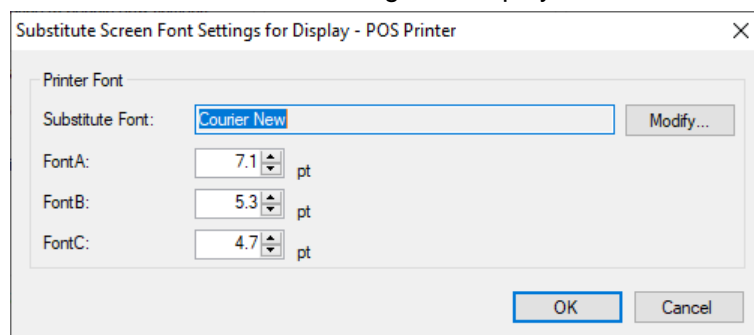 Substitute Screen Font Settings for Display - POS Printer
Printer Font
Substitute Font: Courier New Modify...
FontA: 7.1 pt
FontB: 5.3 pt
FontC: 4.7 pt
OK Cancel